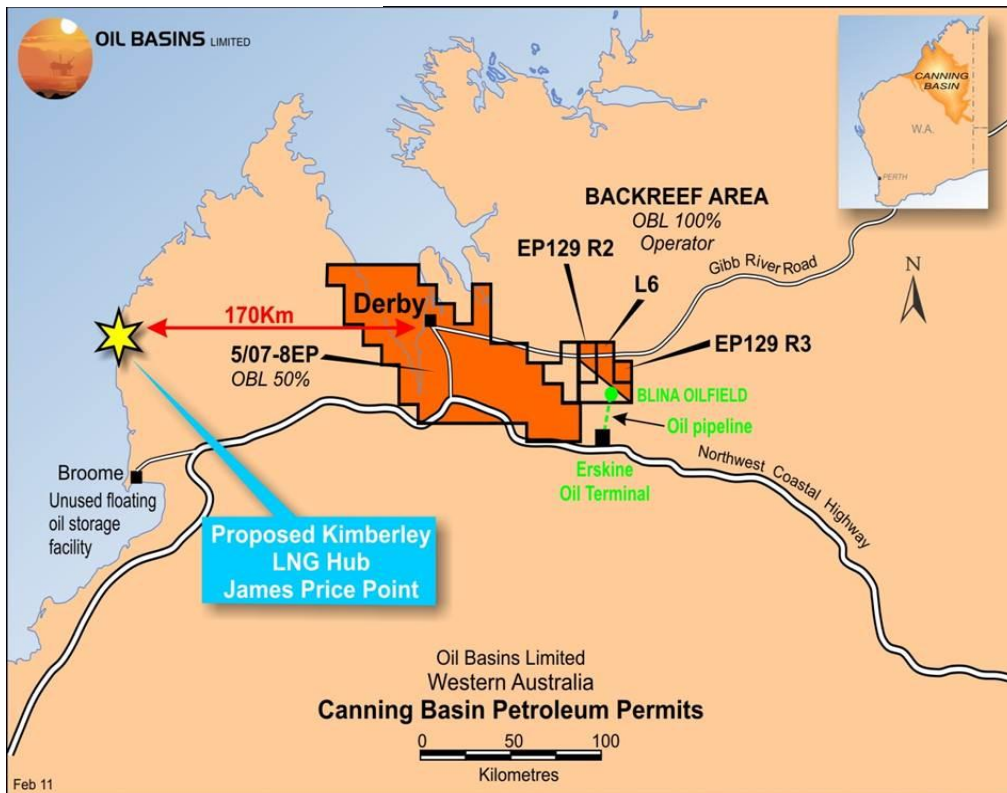 OIL BASINS LIMITED
CANNING
BASIN
W.A.
PERTH
BACKREEF AREA
OBL 100%
Operator
EP129 R2
L6
Gibb River Road
N
Derby
170Km
5/07-8EP
OBL 50%
EP129 R3
BLINA OILFIELD
Oil pipeline
Erskine
Oil Terminal
Northwest Coastal Highway
Broome
Unused floating
oil storage
facility
Proposed Kimberley
LNG Hub
James Price Point
Oil Basins Limited
Western Australia
Canning Basin Petroleum Permits
0 50 100
Kilometres
Feb 11